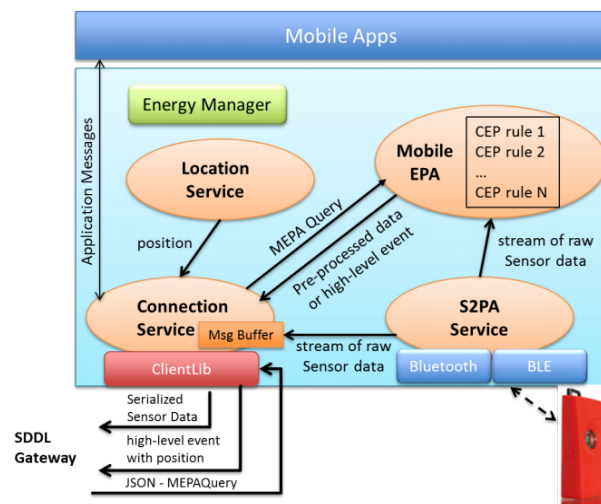 Mobile Apps
Application Messages
Energy Manager
Location
Service
Mobile
EPA
CEP rule 1
CEP rule 2
...
CEP rule N
position
MEPA Query
Pre-processed data
or high-level event
stream of raw
Sensor data
Connection
Service
Msg Buffer
S2PA
Service
stream of raw
Sensor data
ClientLib
Bluetooth
BLE
Serialized
Sensor Data
SDDL
Gateway
high-level event
with position
JSON - MEPAQuery